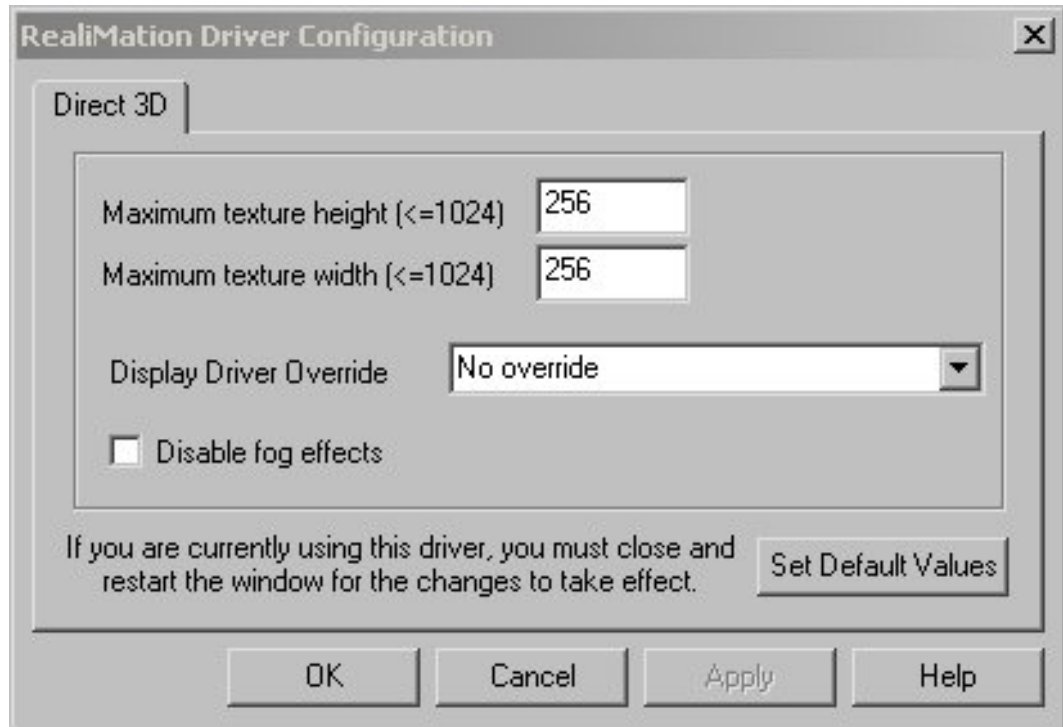 RealiMation Driver Configuration
Direct 3D
Maximum texture height (<=1024) 256
Maximum texture width (<=1024) 256
Display Driver Override No override
Disable fog effects
If you are currently using this driver, you must close and
restart the window for the changes to take effect.
Set Default Values
OK Cancel Apply Help